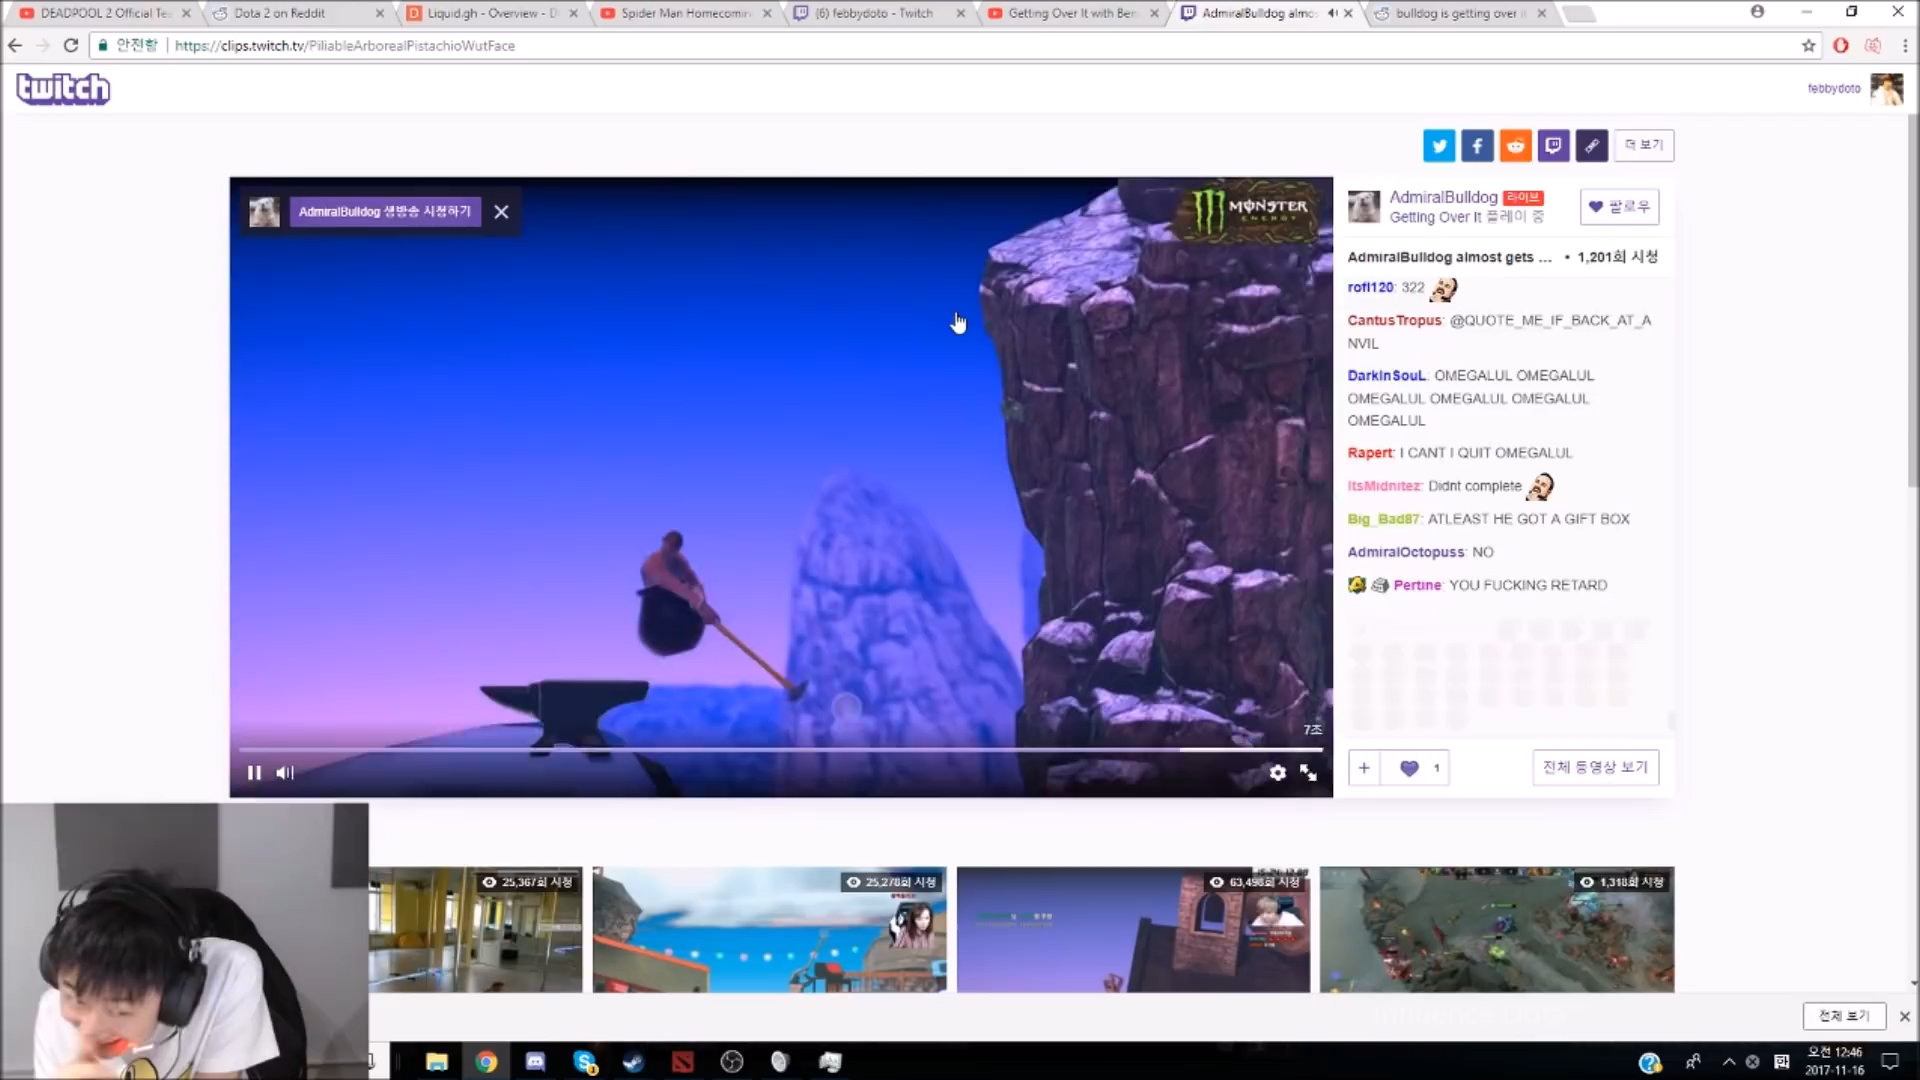 DEADPOOL 2 Official Te
Dota 2 on Reddit
Liquid.gh - Overview - D
Spider Man Homecomin
(6) febbydoto - Twitch
Getting Over It with Ben
AdmiralBulldog almo
bulldog is getting over i
안전함
https://clips.twitch.tv/PiliableArborealPistachioWutFace
twitch
febbydoto
더 보기
AdmiralBulldog 생방송 시청하기
MONSTER
ENERGY
AdmiralBulldog 라이브
Getting Over It 플레이 중
팔로우
AdmiralBulldog almost gets ... • 1,201회 시청
rofl120: 322
CantusTropus: @QUOTE_ME_IF_BACK_AT_A
NVIL
DarkInSouL: OMEGALUL OMEGALUL
OMEGALUL OMEGALUL OMEGALUL
OMEGALUL
Rapert: I CANT I QUIT OMEGALUL
ItsMidnitez: Didnt complete
Big_Bad87: ATLEAST HE GOT A GIFT BOX
AdmiralOctopuss: NO
Pertine: YOU FUCKING RETARD
7초
+
1
전체 동영상 보기
25,367회 시청
25,278회 시청
63,498회 시청
1,318회 시청
전체 보기
오전 12:46
2017-11-16